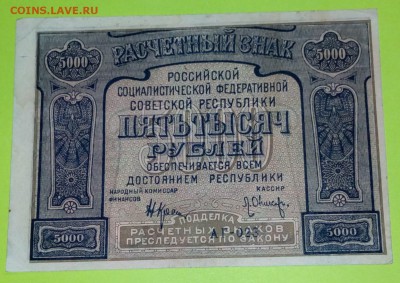 COINS.LAVE.RU
РАСЧЕТНЫЙ ЗНАК
5000 5000
РОССИЙСКОЙ
СОЦИАЛИСТИЧЕСКОЙ ФЕДЕРАТИВНОЙ
СОВЕТСКОЙ РЕСПУБЛИКИ
ПЯТЬ ТЫСЯЧ
РУБЛЕЙ
ОБЕСПЕЧИВАЕТСЯ ВСЕМ
ДОСТОЯНИЕМ РЕСПУБЛИКИ
НАРОДНЫЙ КОМИССАР
ФИНАНСОВ
КАССИР
ПОДДЕЛКА
РАСЧЕТНЫХ ЗНАКОВ
ПРЕСЛЕДУЕТСЯ ПО ЗАКОНУ
5000 5000